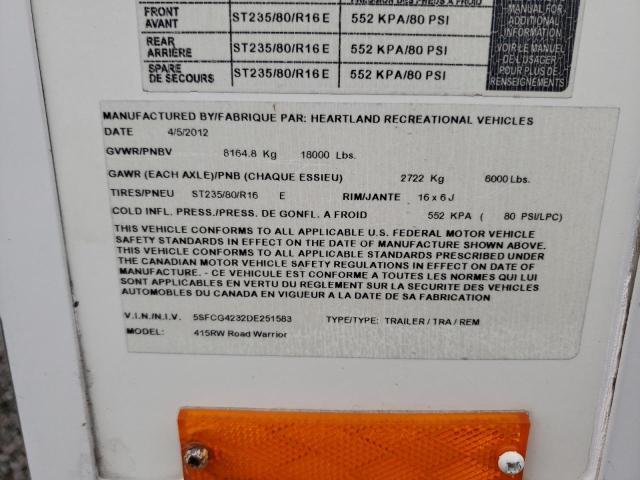 MANUAL FOR
ADDITIONAL
INFORMATION
VOIR LE MANUEL
DE L'USAGER
POUR PLUS DE
RENSEIGNEMENTS
FRONT
AVANT ST235/80/R16 E 552 KPA/80 PSI
REAR
ARRIÈRE ST235/80/R16 E 552 KPA/80 PSI
SPARE
DE SECOURS ST235/80/R16 E 552 KPA/80 PSI
MANUFACTURED BY/FABRIQUE PAR: HEARTLAND RECREATIONAL VEHICLES
DATE 4/5/2012
GVWR/PNBV 8164.8 Kg 18000 Lbs.
GAWR (EACH AXLE)/PNB (CHAQUE ESSIEU) 2722 Kg 6000 Lbs.
TIRES/PNEU ST235/80/R16 E RIM/JANTE 16 x 6 J
COLD INFL. PRESS./PRESS. DE GONFL. A FROID 552 KPA ( 80 PSI/LPC)
THIS VEHICLE CONFORMS TO ALL APPLICABLE U.S. FEDERAL MOTOR VEHICLE
SAFETY STANDARDS IN EFFECT ON THE DATE OF MANUFACTURE SHOWN ABOVE.
THIS VEHICLE CONFORMS TO ALL APPLICABLE STANDARDS PRESCRIBED UNDER
THE CANADIAN MOTOR VEHICLE SAFETY REGULATIONS IN EFFECT ON DATE OF
MANUFACTURE. - CE VEHICULE EST CONFORME A TOUTES LES NORMES QUI LUI
SONT APPLICABLES EN VERTU DU REGLEMENT SUR LA SECURITE DES VEHICLES
AUTOMOBILES DU CANADA EN VIGUEUR A LA DATE DE SA FABRICATION
V.I.N./N.I.V. 5SFCG4232DE251583 TYPE/TYPE: TRAILER / TRA / REM
MODEL: 415RW Road Warrior